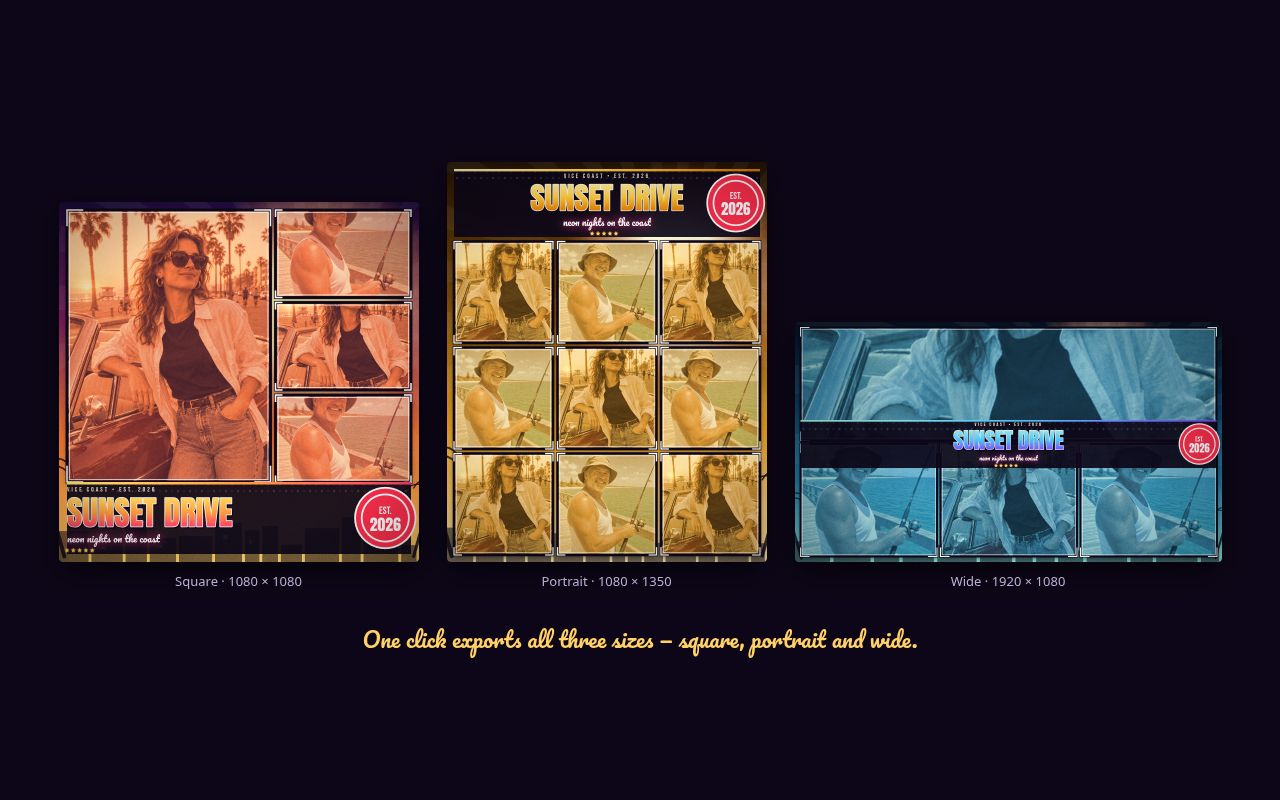 VICE COAST • EST. 2026
SUNSET DRIVE
neon nights on the coast
★★★★★
EST.
2026
Square · 1080 × 1080
VICE COAST • EST. 2026
SUNSET DRIVE
neon nights on the coast
★★★★★
EST.
2026
Portrait · 1080 × 1350
VICE COAST • EST. 2026
SUNSET DRIVE
neon nights on the coast
★★★★★
EST.
2026
Wide · 1920 × 1080
One click exports all three sizes — square, portrait and wide.